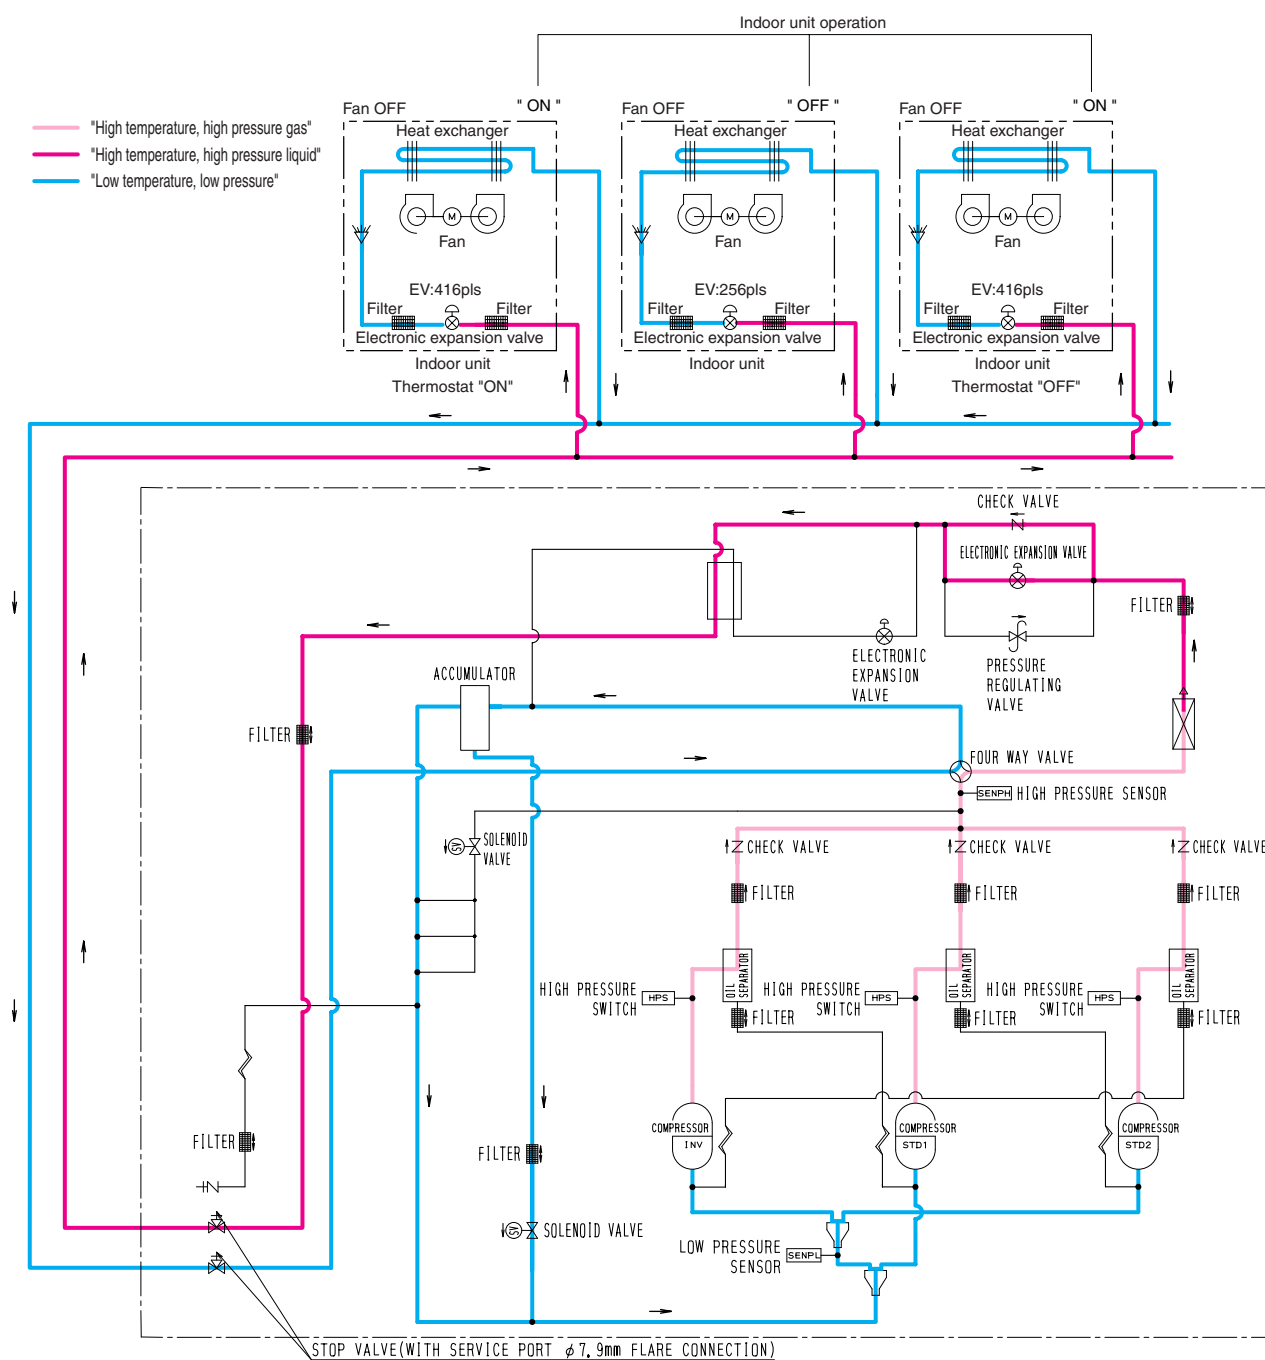 Indoor unit operation
Fan OFF
" ON "
Fan OFF
" OFF "
Fan OFF
" ON "
"High temperature, high pressure gas"
"High temperature, high pressure liquid"
"Low temperature, low pressure"
Heat exchanger
Heat exchanger
Heat exchanger
M
M
M
Fan
Fan
Fan
EV:416pls
EV:256pls
EV:416pls
Filter
Filter
Filter
Filter
Filter
Filter
Electronic expansion valve
Electronic expansion valve
Electronic expansion valve
Indoor unit
Thermostat "ON"
Indoor unit
Indoor unit
Thermostat "OFF"
CHECK VALVE
ELECTRONIC EXPANSION VALVE
FILTER
ELECTRONIC
EXPANSION
VALVE
PRESSURE
REGULATING
VALVE
ACCUMULATOR
FILTER
FOUR WAY VALVE
SENPH
HIGH PRESSURE SENSOR
SV
SOLENOID
VALVE
CHECK VALVE
CHECK VALVE
CHECK VALVE
FILTER
FILTER
FILTER
OIL
SEPARATOR
OIL
SEPARATOR
OIL
SEPARATOR
HIGH PRESSURE
SWITCH
HPS
HIGH PRESSURE
SWITCH
HPS
HIGH PRESSURE
SWITCH
HPS
FILTER
FILTER
FILTER
COMPRESSOR
INV
COMPRESSOR
STD1
COMPRESSOR
STD2
FILTER
FILTER
SV
SOLENOID VALVE
LOW PRESSURE
SENSOR
SENPL
STOP VALVE(WITH SERVICE PORT φ7.9mm FLARE CONNECTION)